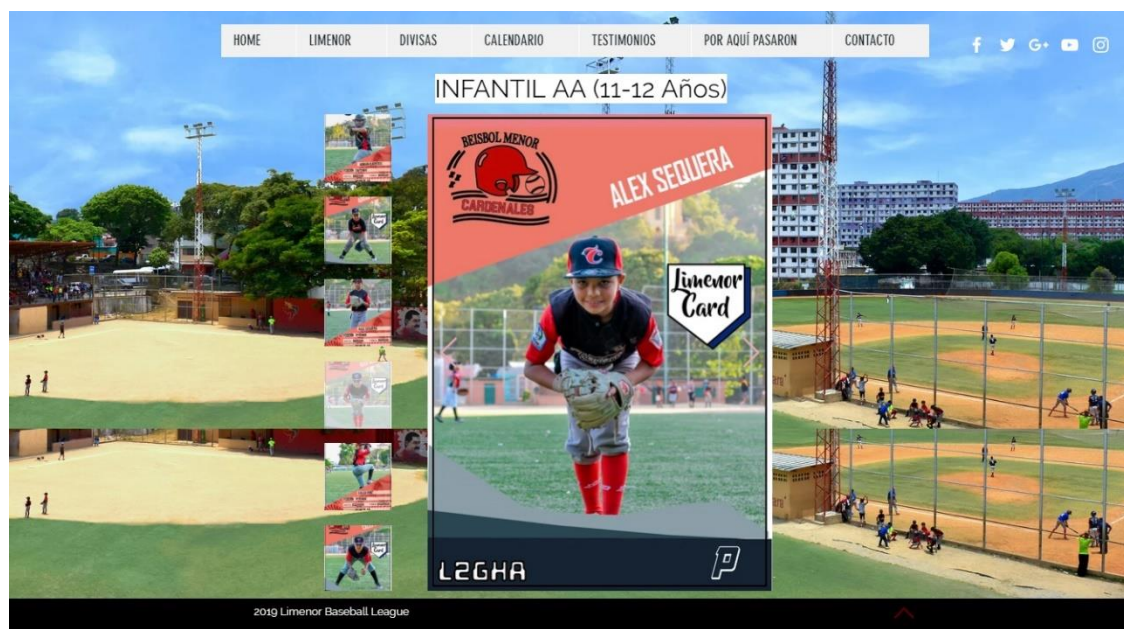 HOME LIMENOR DIVISAS CALENDARIO TESTIMONIOS POR AQUÍ PASARON CONTACTO
INFANTIL AA (11-12 Años)
BEISBOL MENOR
CARDENALES
ALEX SEQUERA
Limenor
Card
L2GHA
P
2019 Limenor Baseball League